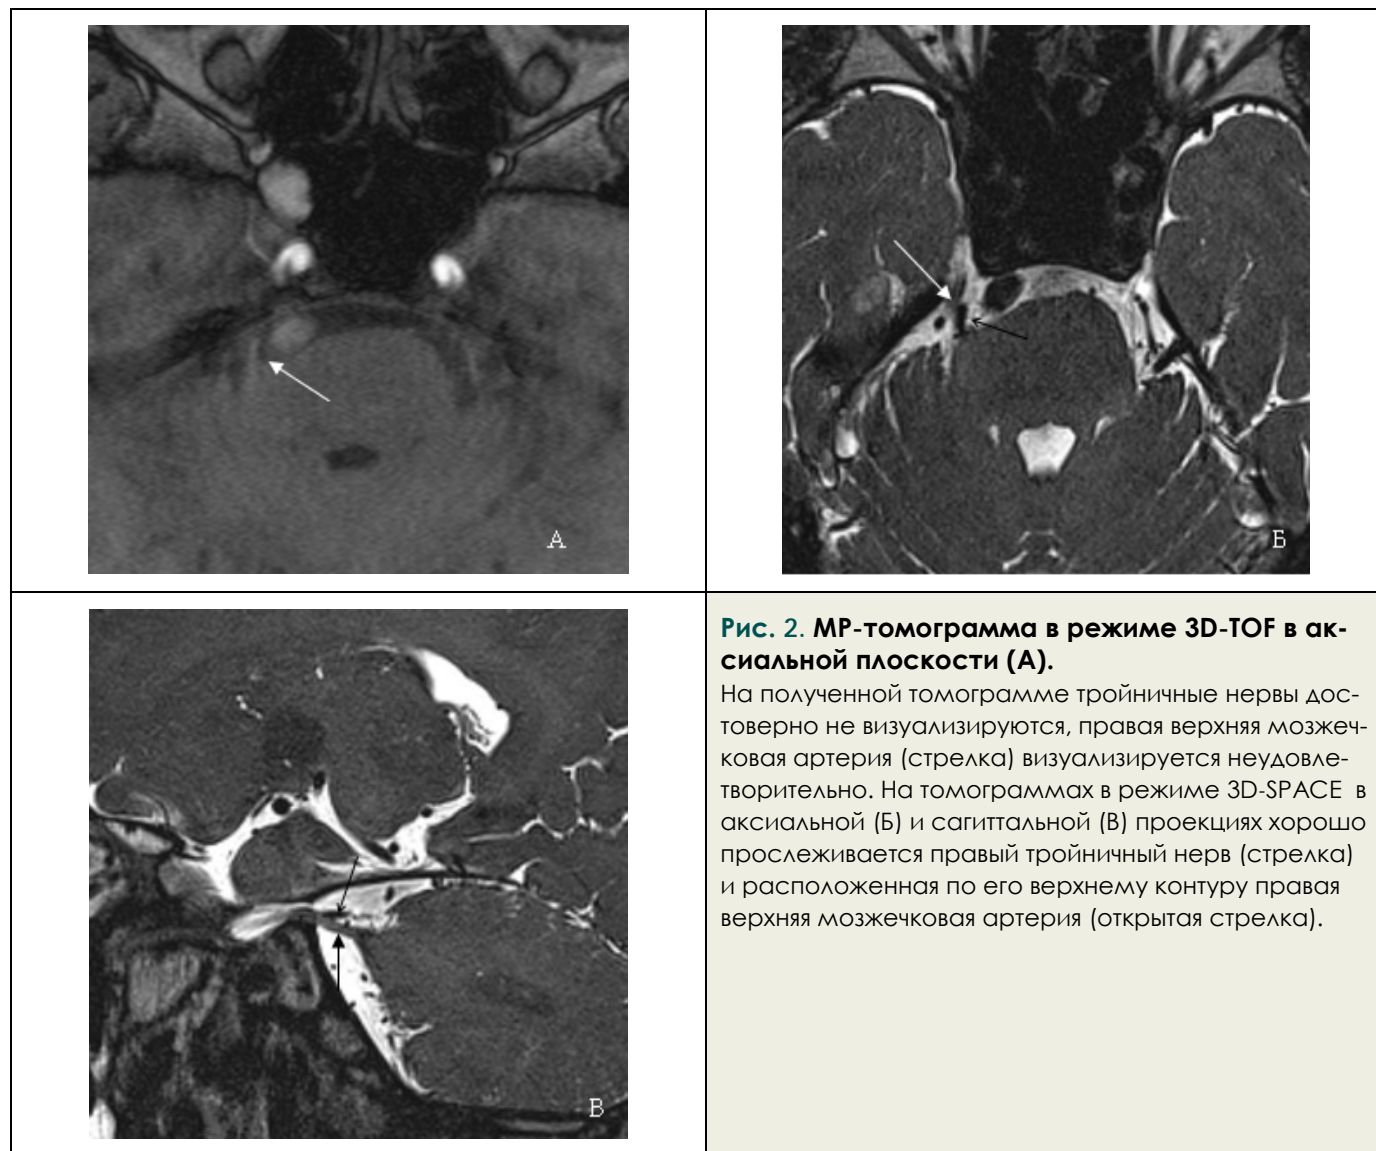 А
Б
В
Рис. 2. МР-томограмма в режиме 3D-TOF в ак-
сиальной плоскости (А).
На полученной томограмме тройничные нервы дос-
товерно не визуализируются, правая верхняя мозжеч-
ковая артерия (стрелка) визуализируется неудовле-
творительно. На томограммах в режиме 3D-SPACE в
аксиальной (Б) и сагиттальной (В) проекциях хорошо
прослеживается правый тройничный нерв (стрелка)
и расположенная по его верхнему контуру правая
верхняя мозжечковая артерия (открытая стрелка).